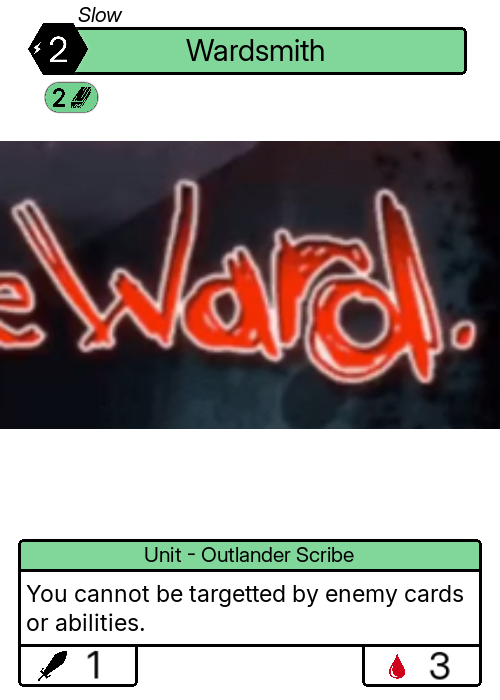 Slow
2
Wardsmith
2
e Ward.
Unit - Outlander Scribe
You cannot be targetted by enemy cards
or abilities.
1
3